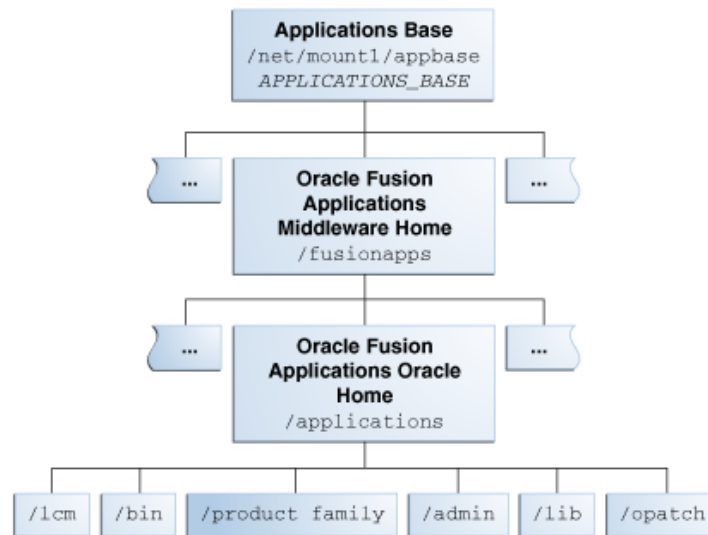 Applications Base
/net/mount1/appbase
APPLICATIONS_BASE
...
Oracle Fusion
Applications
Middleware Home
/fusionapps
...
...
Oracle Fusion
Applications Oracle
Home
/applications
...
/lcm
/bin
/product family
/admin
/lib
/opatch